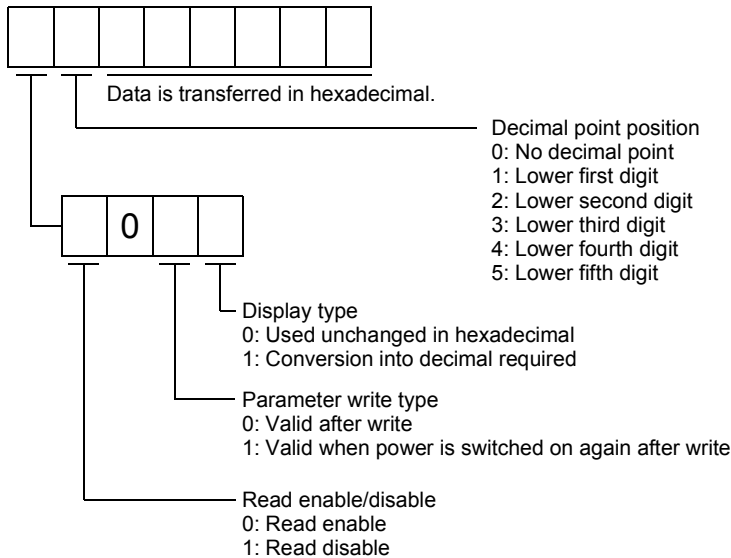 Data is transferred in hexadecimal.
Decimal point position
0: No decimal point
1: Lower first digit
2: Lower second digit
3: Lower third digit
4: Lower fourth digit
5: Lower fifth digit
0
Display type
0: Used unchanged in hexadecimal
1: Conversion into decimal required
Parameter write type
0: Valid after write
1: Valid when power is switched on again after write
Read enable/disable
0: Read enable
1: Read disable